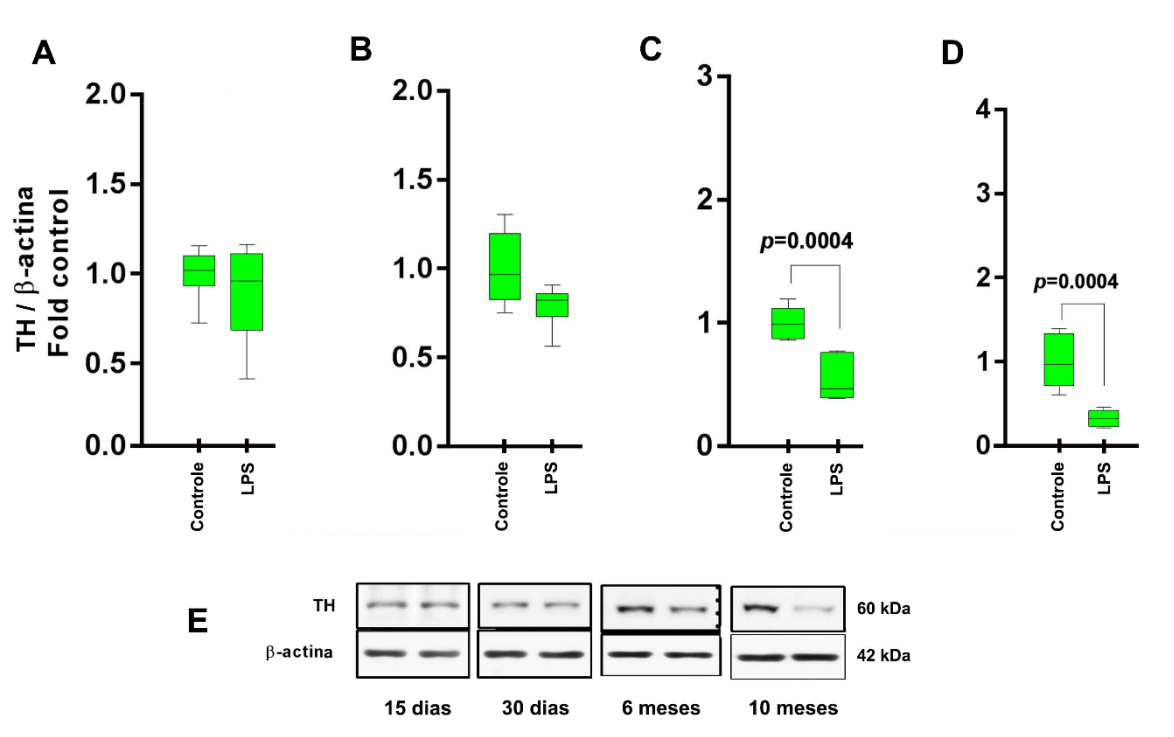 A
B
C
D
TH / β-actina
Fold control
2.0
1.5
1.0
0.5
0.0
Controle
LPS
2.0
1.5
1.0
0.5
0.0
Controle
LPS
3
2
1
0
p=0.0004
Controle
LPS
4
3
2
1
0
p=0.0004
Controle
LPS
E
TH
60 kDa
β-actina
42 kDa
15 dias
30 dias
6 meses
10 meses